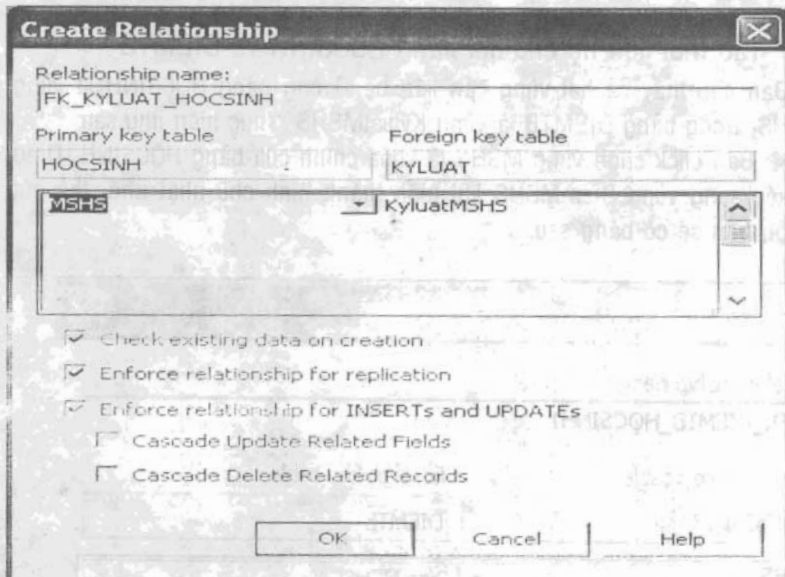 Create Relationship
Relationship name:
FK_KYLUAT_HOCSINH
Primary key table
Foreign key table
HOCSINH
KYLUAT
MSHS
KyluatMSHS
Check existing data on creation
Enforce relationship for replication
Enforce relationship for INSERTs and UPDATEs
Cascade Update Related Fields
Cascade Delete Related Records
OK
Cancel
Help